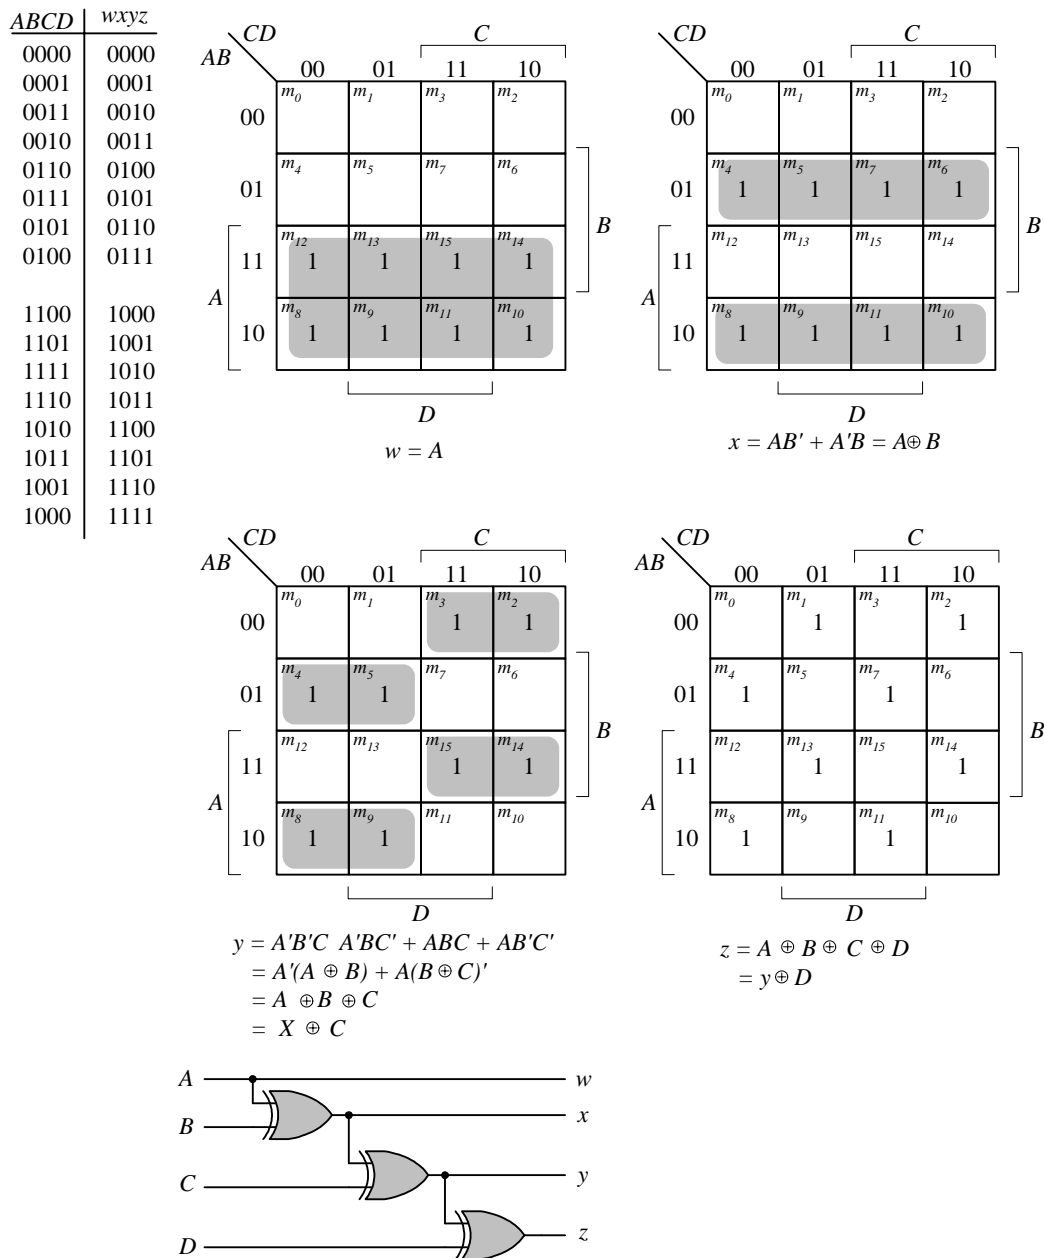 ABCD wxyz
0000 0000
0001 0001
0011 0010
0010 0011
0110 0100
0111 0101
0101 0110
0100 0111
1100 1000
1101 1001
1111 1010
1110 1011
1010 1100
1011 1101
1001 1110
1000 1111
CD C
AB 00 01 11 10
m0 m1 m3 m2
00
m4 m5 m7 m6
01
B
m12 m13 m15 m14
11 1 1 1 1
A
m8 m9 m11 m10
10 1 1 1 1
D
w = A
CD C
AB 00 01 11 10
m0 m1 m3 m2
00
m4 m5 m7 m6
01 1 1 1 1
B
m12 m13 m15 m14
11
A
m8 m9 m11 m10
10 1 1 1 1
D
x = AB' + A'B = A⊕ B
CD C
AB 00 01 11 10
m0 m1 m3 m2
00 1 1
m4 m5 m7 m6
01 1 1
B
m12 m13 m15 m14
11 1 1
A
m8 m9 m11 m10
10 1 1
D
y = A'B'C A'BC' + ABC + AB'C'
= A'(A ⊕ B) + A(B ⊕ C)'
= A ⊕B ⊕ C
= X ⊕ C
CD C
AB 00 01 11 10
m0 m1 m3 m2
00 1 1
m4 m5 m7 m6
01 1 1
B
m12 m13 m15 m14
11 1 1
A
m8 m9 m11 m10
10 1 1
D
z = A ⊕ B ⊕ C ⊕ D
= y ⊕ D
A w
B x
C y
D z